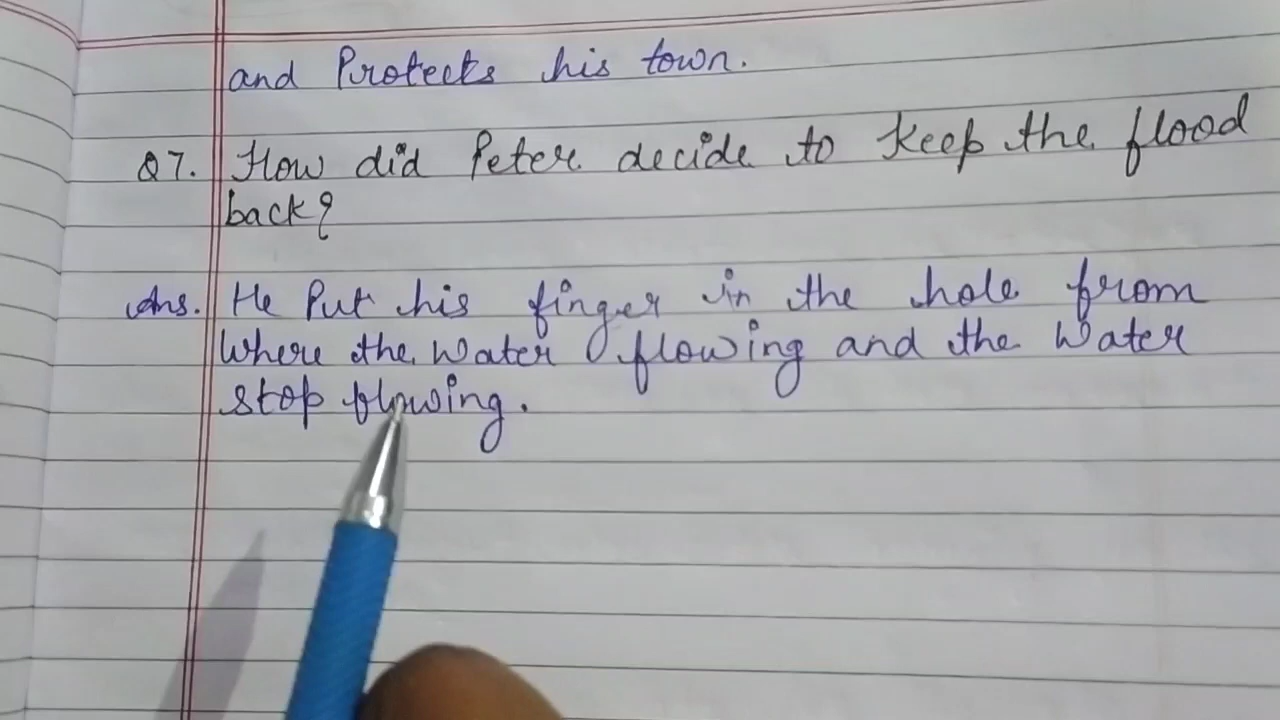 and Protects his town.
Q7. How did Peter decide to keep the flood
back?
Ans. He Put his finger in the hole from
where the water flowing and the water
stop flowing.